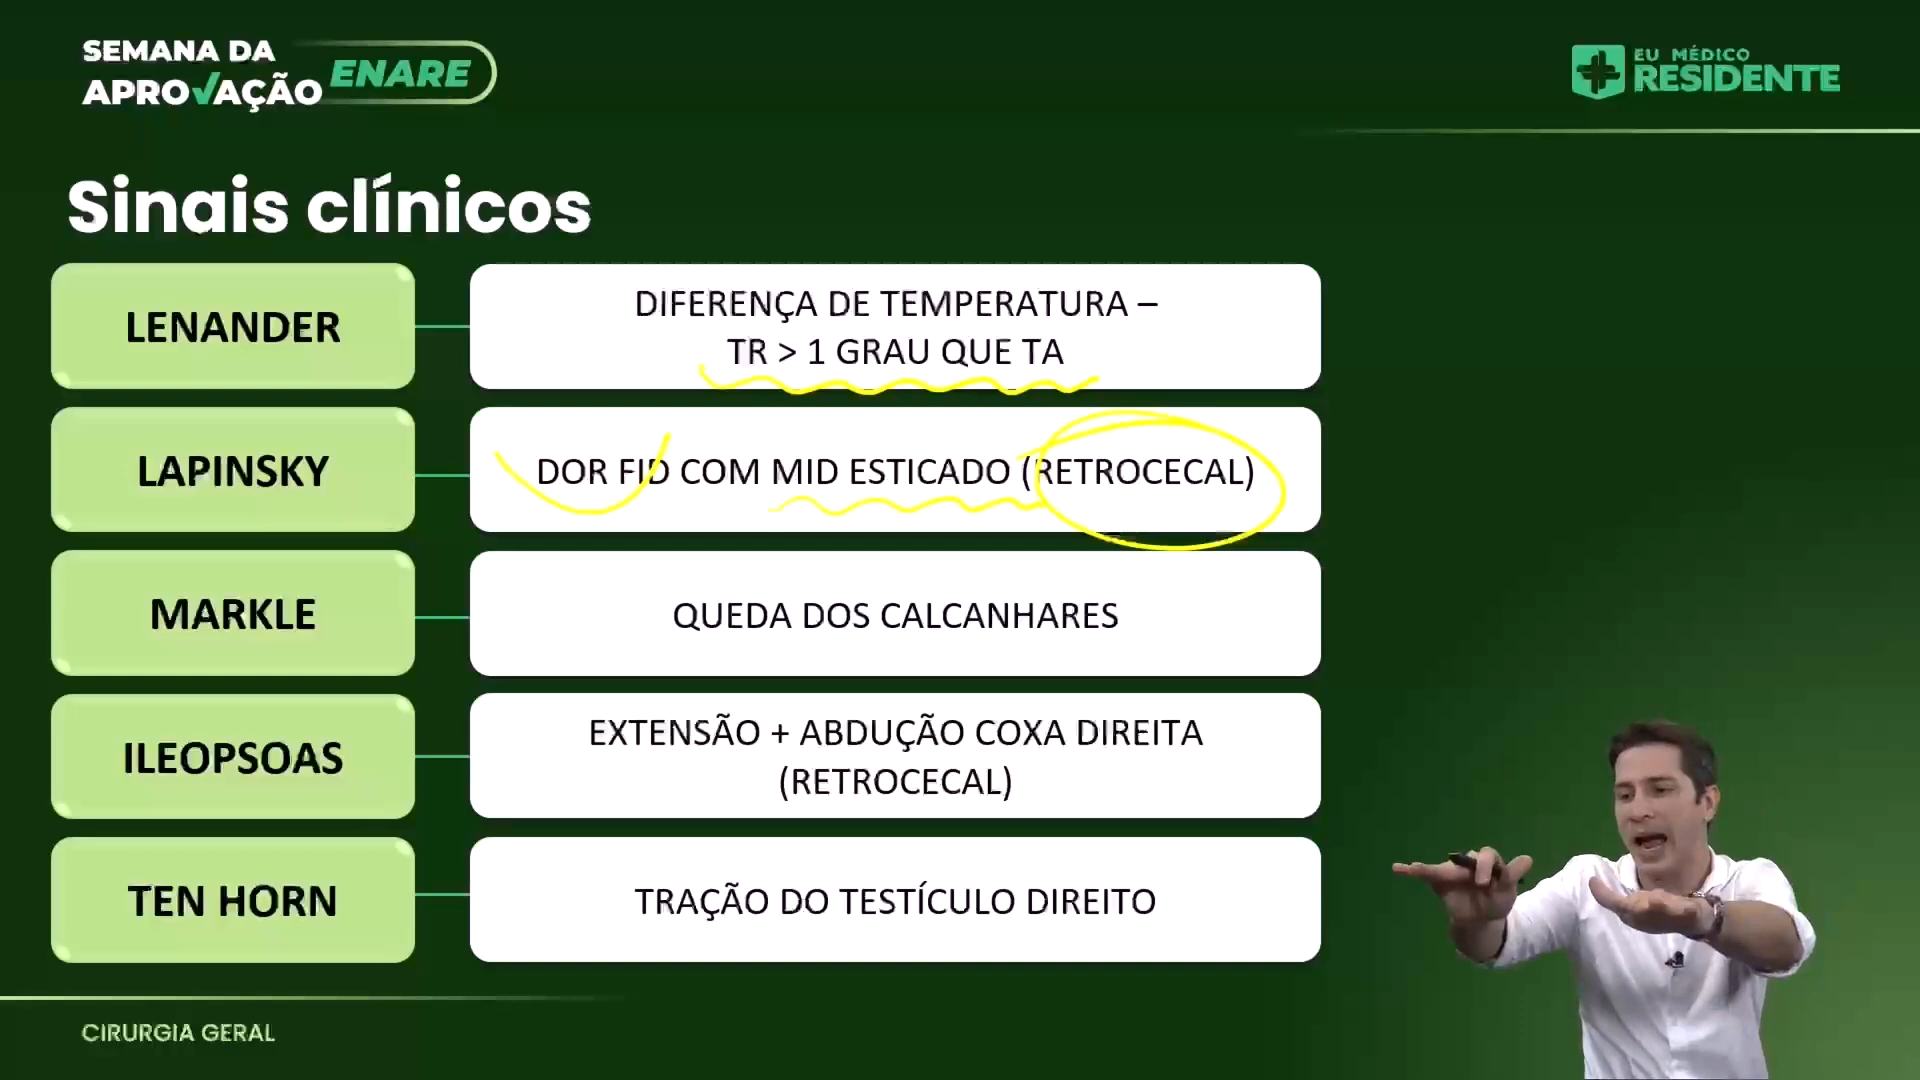 SEMANA DA
APROVAÇÃO
ENARE
EU MÉDICO
RESIDENTE
Sinais clínicos
LENANDER
DIFERENÇA DE TEMPERATURA –
TR > 1 GRAU QUE TA
LAPINSKY
DOR FID COM MID ESTICADO (RETROCECAL)
MARKLE
QUEDA DOS CALCANHARES
ILEOPSOAS
EXTENSÃO + ABDUÇÃO COXA DIREITA
(RETROCECAL)
TEN HORN
TRAÇÃO DO TESTÍCULO DIREITO
CIRURGIA GERAL